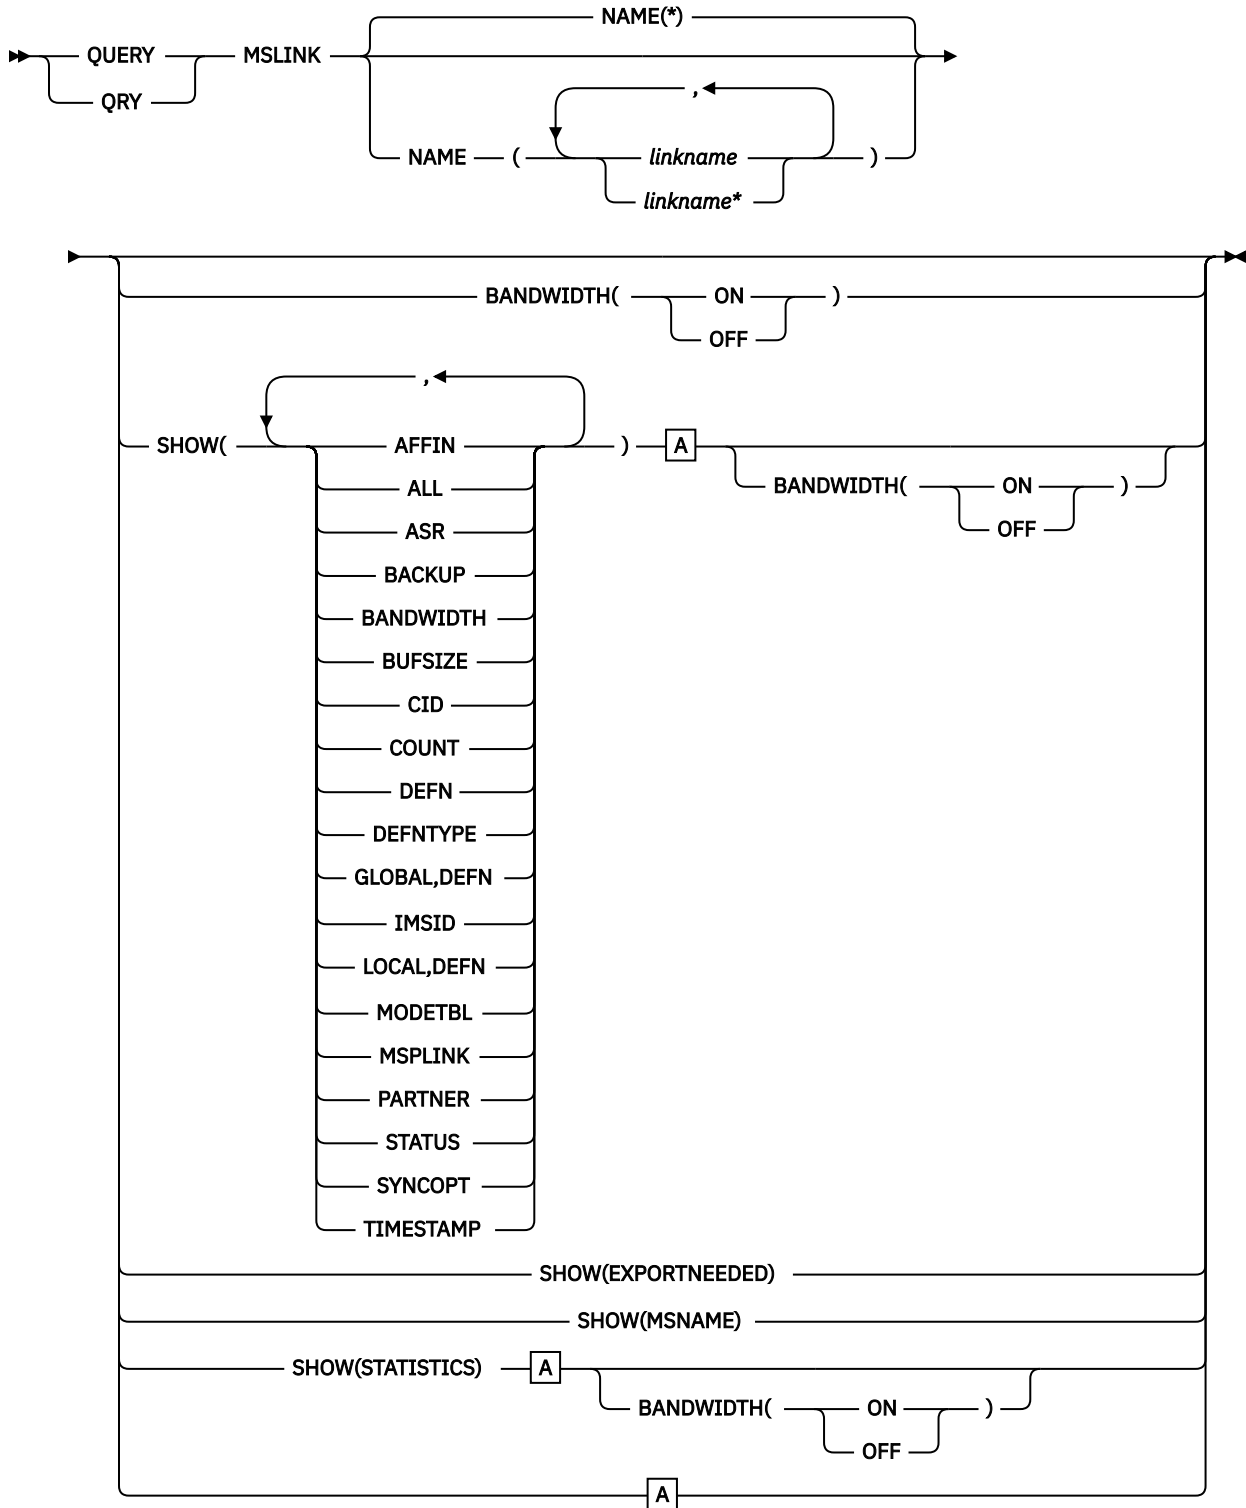 NAME(*)
QUERY MSLINK
QRY
,
NAME ( linkname )
linkname*
BANDWIDTH( ON )
OFF
,
SHOW( AFFIN ) A
ALL BANDWIDTH( ON )
ASR OFF
BACKUP
BANDWIDTH
BUFSIZE
CID
COUNT
DEFN
DEFNTYPE
GLOBAL,DEFN
IMSID
LOCAL,DEFN
MODETBL
MSPLINK
PARTNER
STATUS
SYNCOPT
TIMESTAMP
SHOW(EXPORTNEEDED)
SHOW(MSNAME)
SHOW(STATISTICS) A
BANDWIDTH( ON )
OFF
A